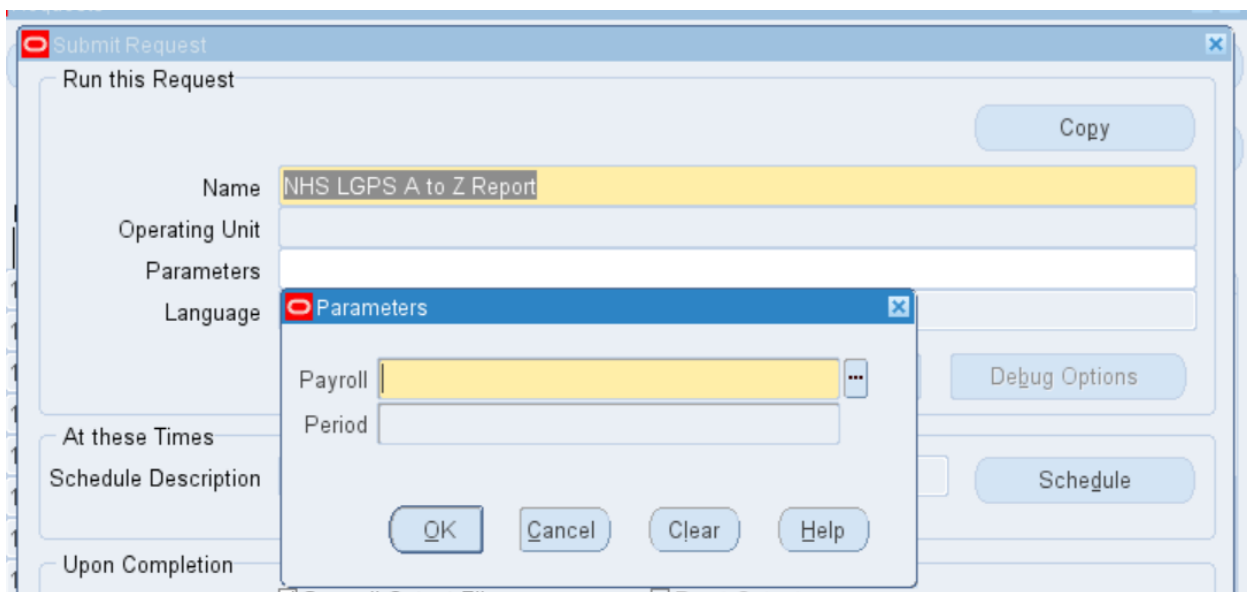 Submit Request
Run this Request
Copy
Name NHS LGPS A to Z Report
Operating Unit
Parameters
Language
Parameters
Debug Options
Payroll
Period
At these Times
Schedule Description
Schedule
OK Cancel Clear Help
Upon Completion